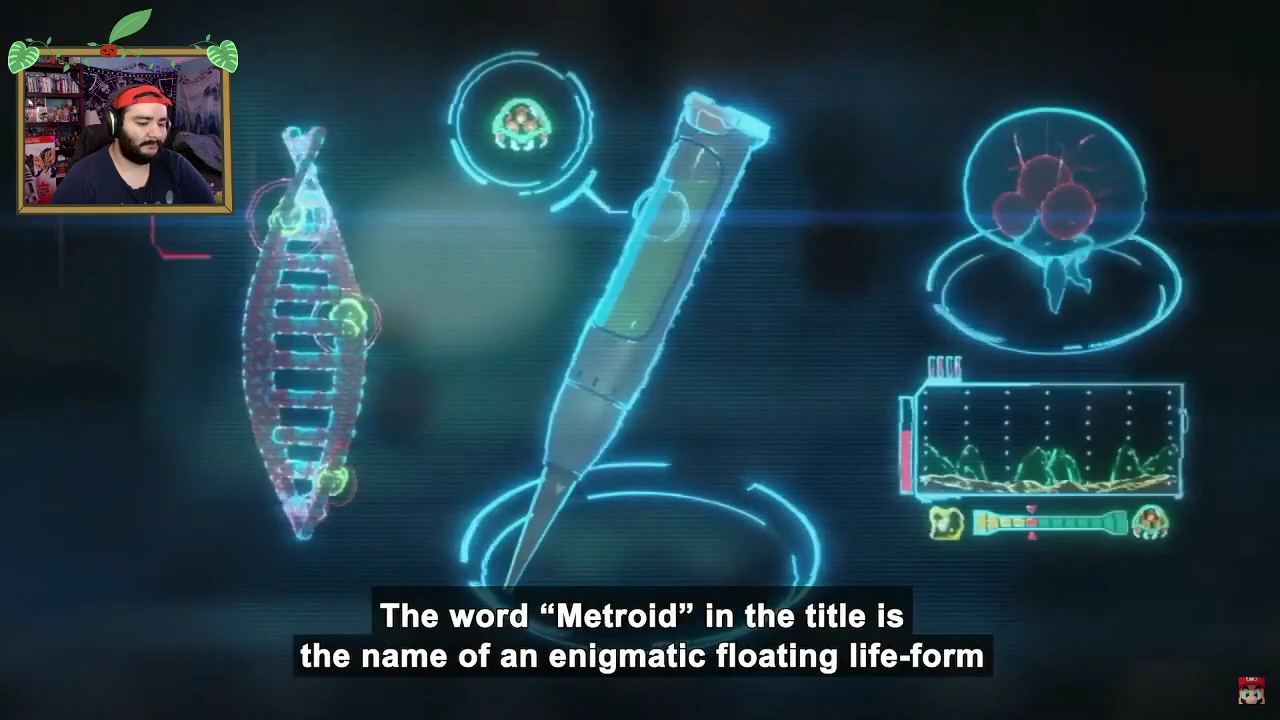 The word “Metroid” in the title is
the name of an enigmatic floating life-form